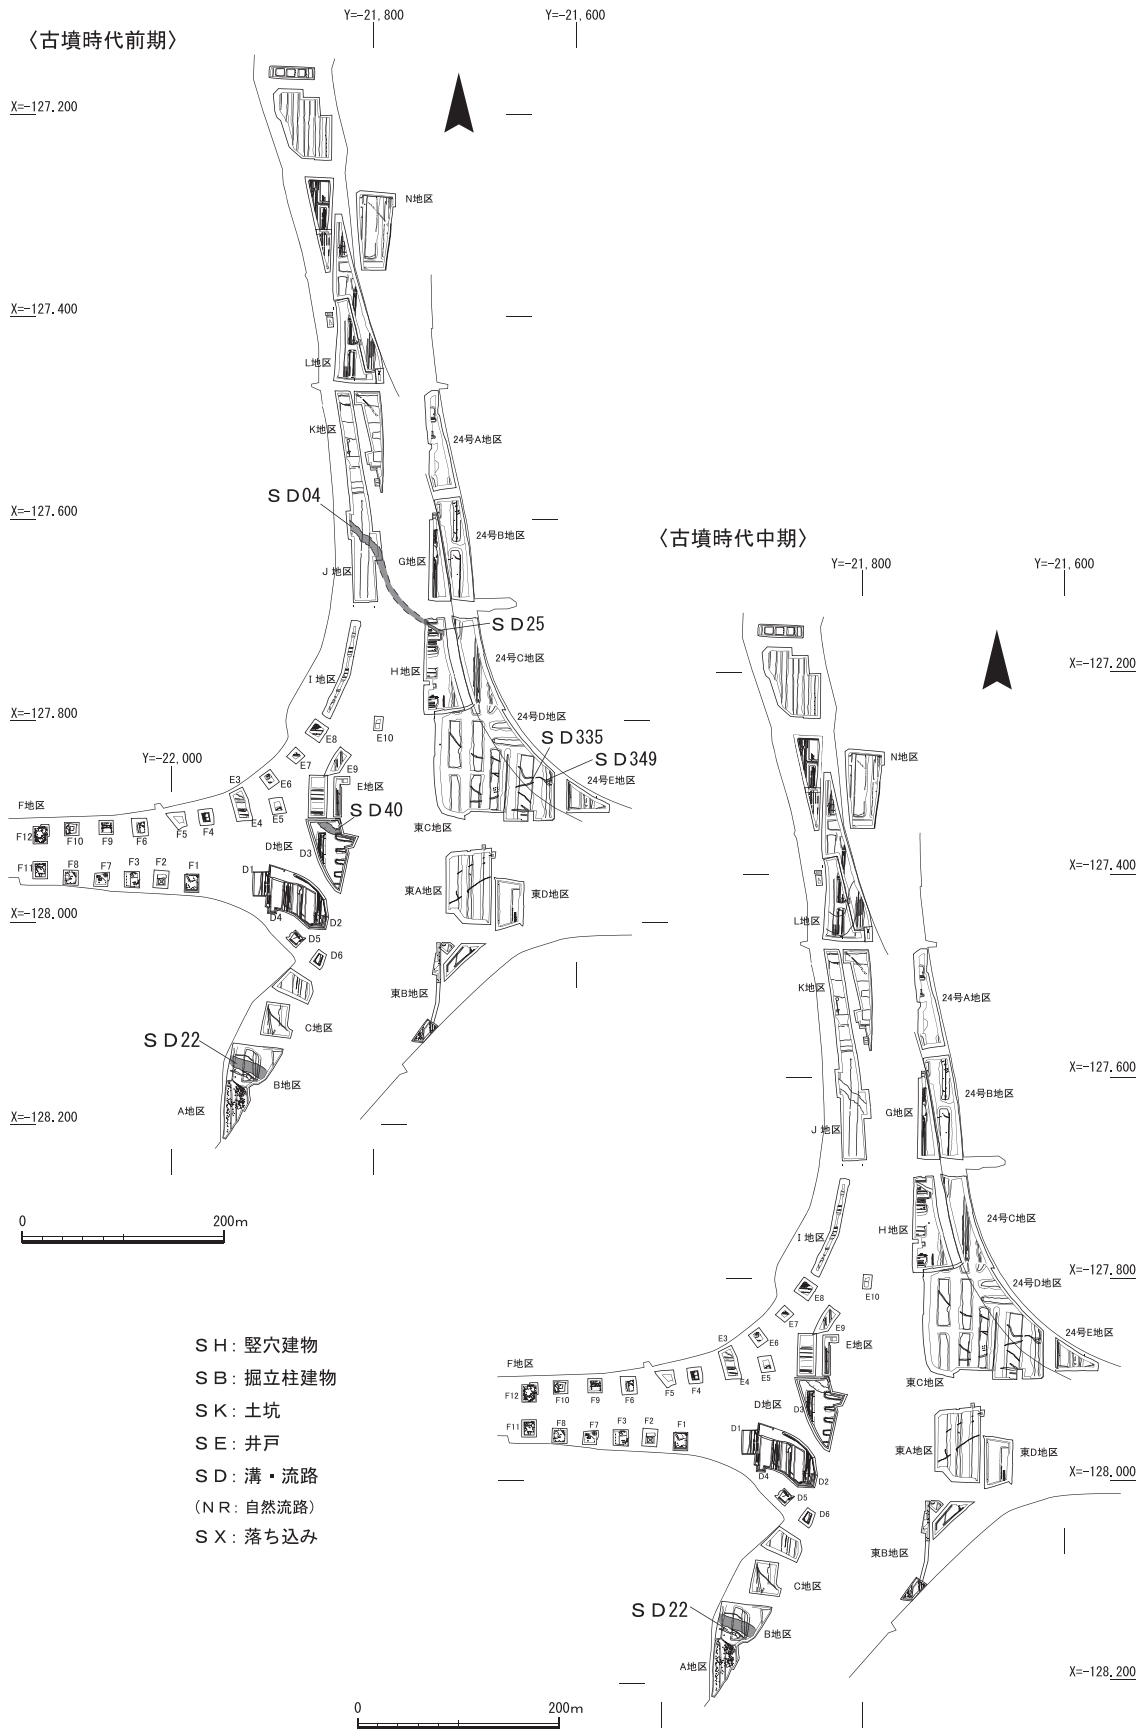 〈古墳時代前期〉
Y=-21,800
Y=-21,600
X=-127.200
N地区
X=-127.400
L地区
K地区
24号A地区
SD04
X=-127.600
24号B地区
G地区
J地区
SD25
24号C地区
H地区
I地区
X=-127.800
24号D地区
E8
E10
SD335
E7
E9
SD349
Y=-22,000
E3
E6
24号E地区
E地区
F地区
E4
E5
SD40
F5
F4
東C地区
F12
F10
F9
F6
D地区
D3
F11
F8
F7
F3
F2
F1
D1
東A地区
東D地区
X=-128.000
D4
D2
D5
D6
東B地区
C地区
SD22
B地区
A地区
X=-128.200
0
200m
〈古墳時代中期〉
Y=-21,800
Y=-21,600
X=-127.200
N地区
X=-127.400
L地区
K地区
24号A地区
X=-127.600
24号B地区
G地区
J地区
24号C地区
H地区
I地区
X=-127.800
24号D地区
E8
E10
E7
E9
24号E地区
E3
E6
E地区
F地区
E4
E5
F5
F4
東C地区
F12
F10
F9
F6
D地区
D3
F11
F8
F7
F3
F2
F1
D1
東A地区
東D地区
X=-128.000
D4
D2
D5
D6
東B地区
C地区
SD22
B地区
A地区
X=-128.200
0
200m
SH:竪穴建物
SB:掘立柱建物
SK:土坑
SE:井戸
SD:溝・流路
(NR:自然流路)
SX:落ち込み